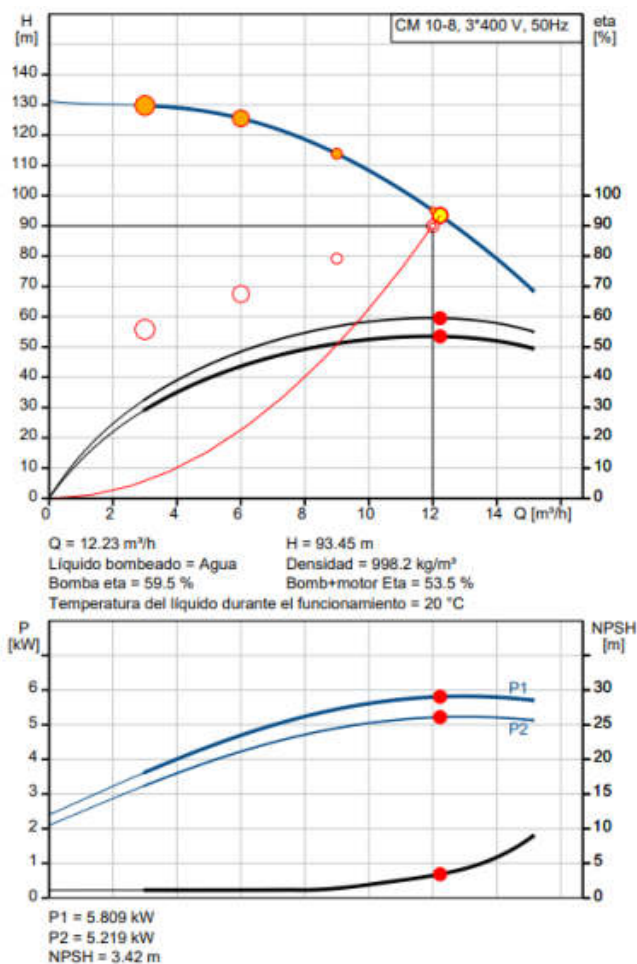 H
[m]
CM 10-8, 3*400 V, 50Hz
eta
[%]
140
130
120
110
100
90
80
70
60
50
40
30
20
10
0
100
90
80
70
60
50
40
30
20
10
0
0 2 4 6 8 10 12 14 Q [m³/h]
Q = 12.23 m³/h H = 93.45 m
Líquido bombeado = Agua Densidad = 998.2 kg/m³
Bomba eta = 59.5 % Bomb+motor Eta = 53.5 %
Temperatura del líquido durante el funcionamiento = 20 °C
P
[kW]
NPSH
[m]
6
5
4
3
2
1
0
P1
P2
30
25
20
15
10
5
0
P1 = 5.809 kW
P2 = 5.219 kW
NPSH = 3.42 m